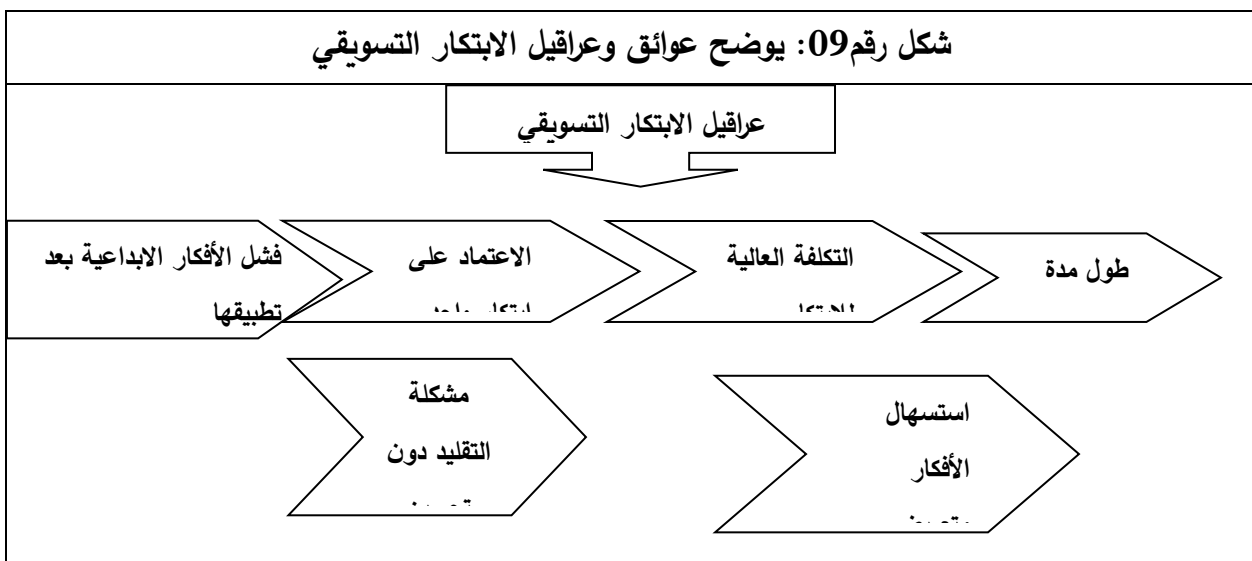 شكل رقم09: يوضح عوائق وعراقيل الابتكار التسويقي
عراقيل الابتكار التسويقي
طول مدة
التكلفة العالية
الاعتماد على
فشل الأفكار الابداعية بعد
تطبيقها
استسهال
الأفكار
مشكلة
التقليد دون